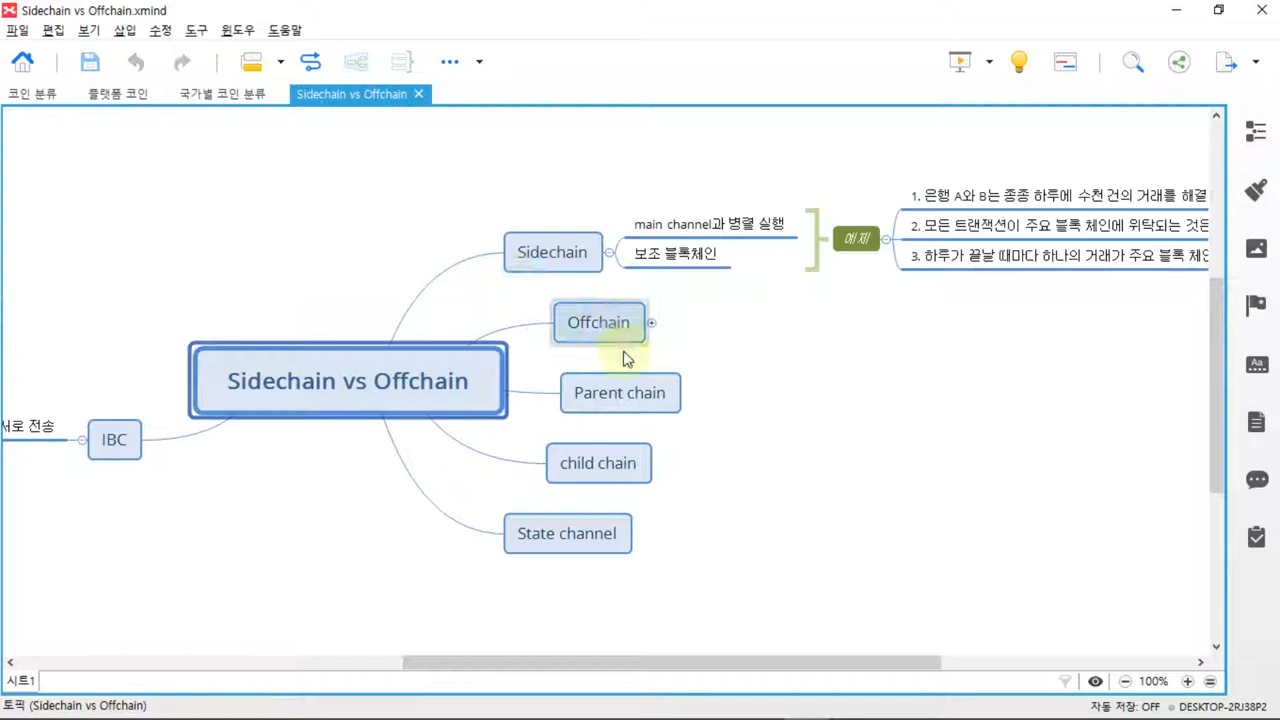 Sidechain vs Offchain.xmind
파일 편집 보기 삽입 수정 도구 윈도우 도움말
코인 분류 플랫폼 코인 국가별 코인 분류 Sidechain vs Offchain
1. 은행 A와 B는 종종 하루에 수천 건의 거래를 해결
main channel과 병렬 실행
2. 모든 트랜잭션이 주요 블록 체인에 위탁되는 것은
예제
Sidechain
보조 블록체인
3. 하루가 끝날 때마다 하나의 거래가 주요 블록 체인
Offchain
Sidechain vs Offchain
Parent chain
서로 전송
IBC
child chain
State channel
시트1
100%
토픽 (Sidechain vs Offchain)
자동 저장: OFF
DESKTOP-2RJ38P2
Aa